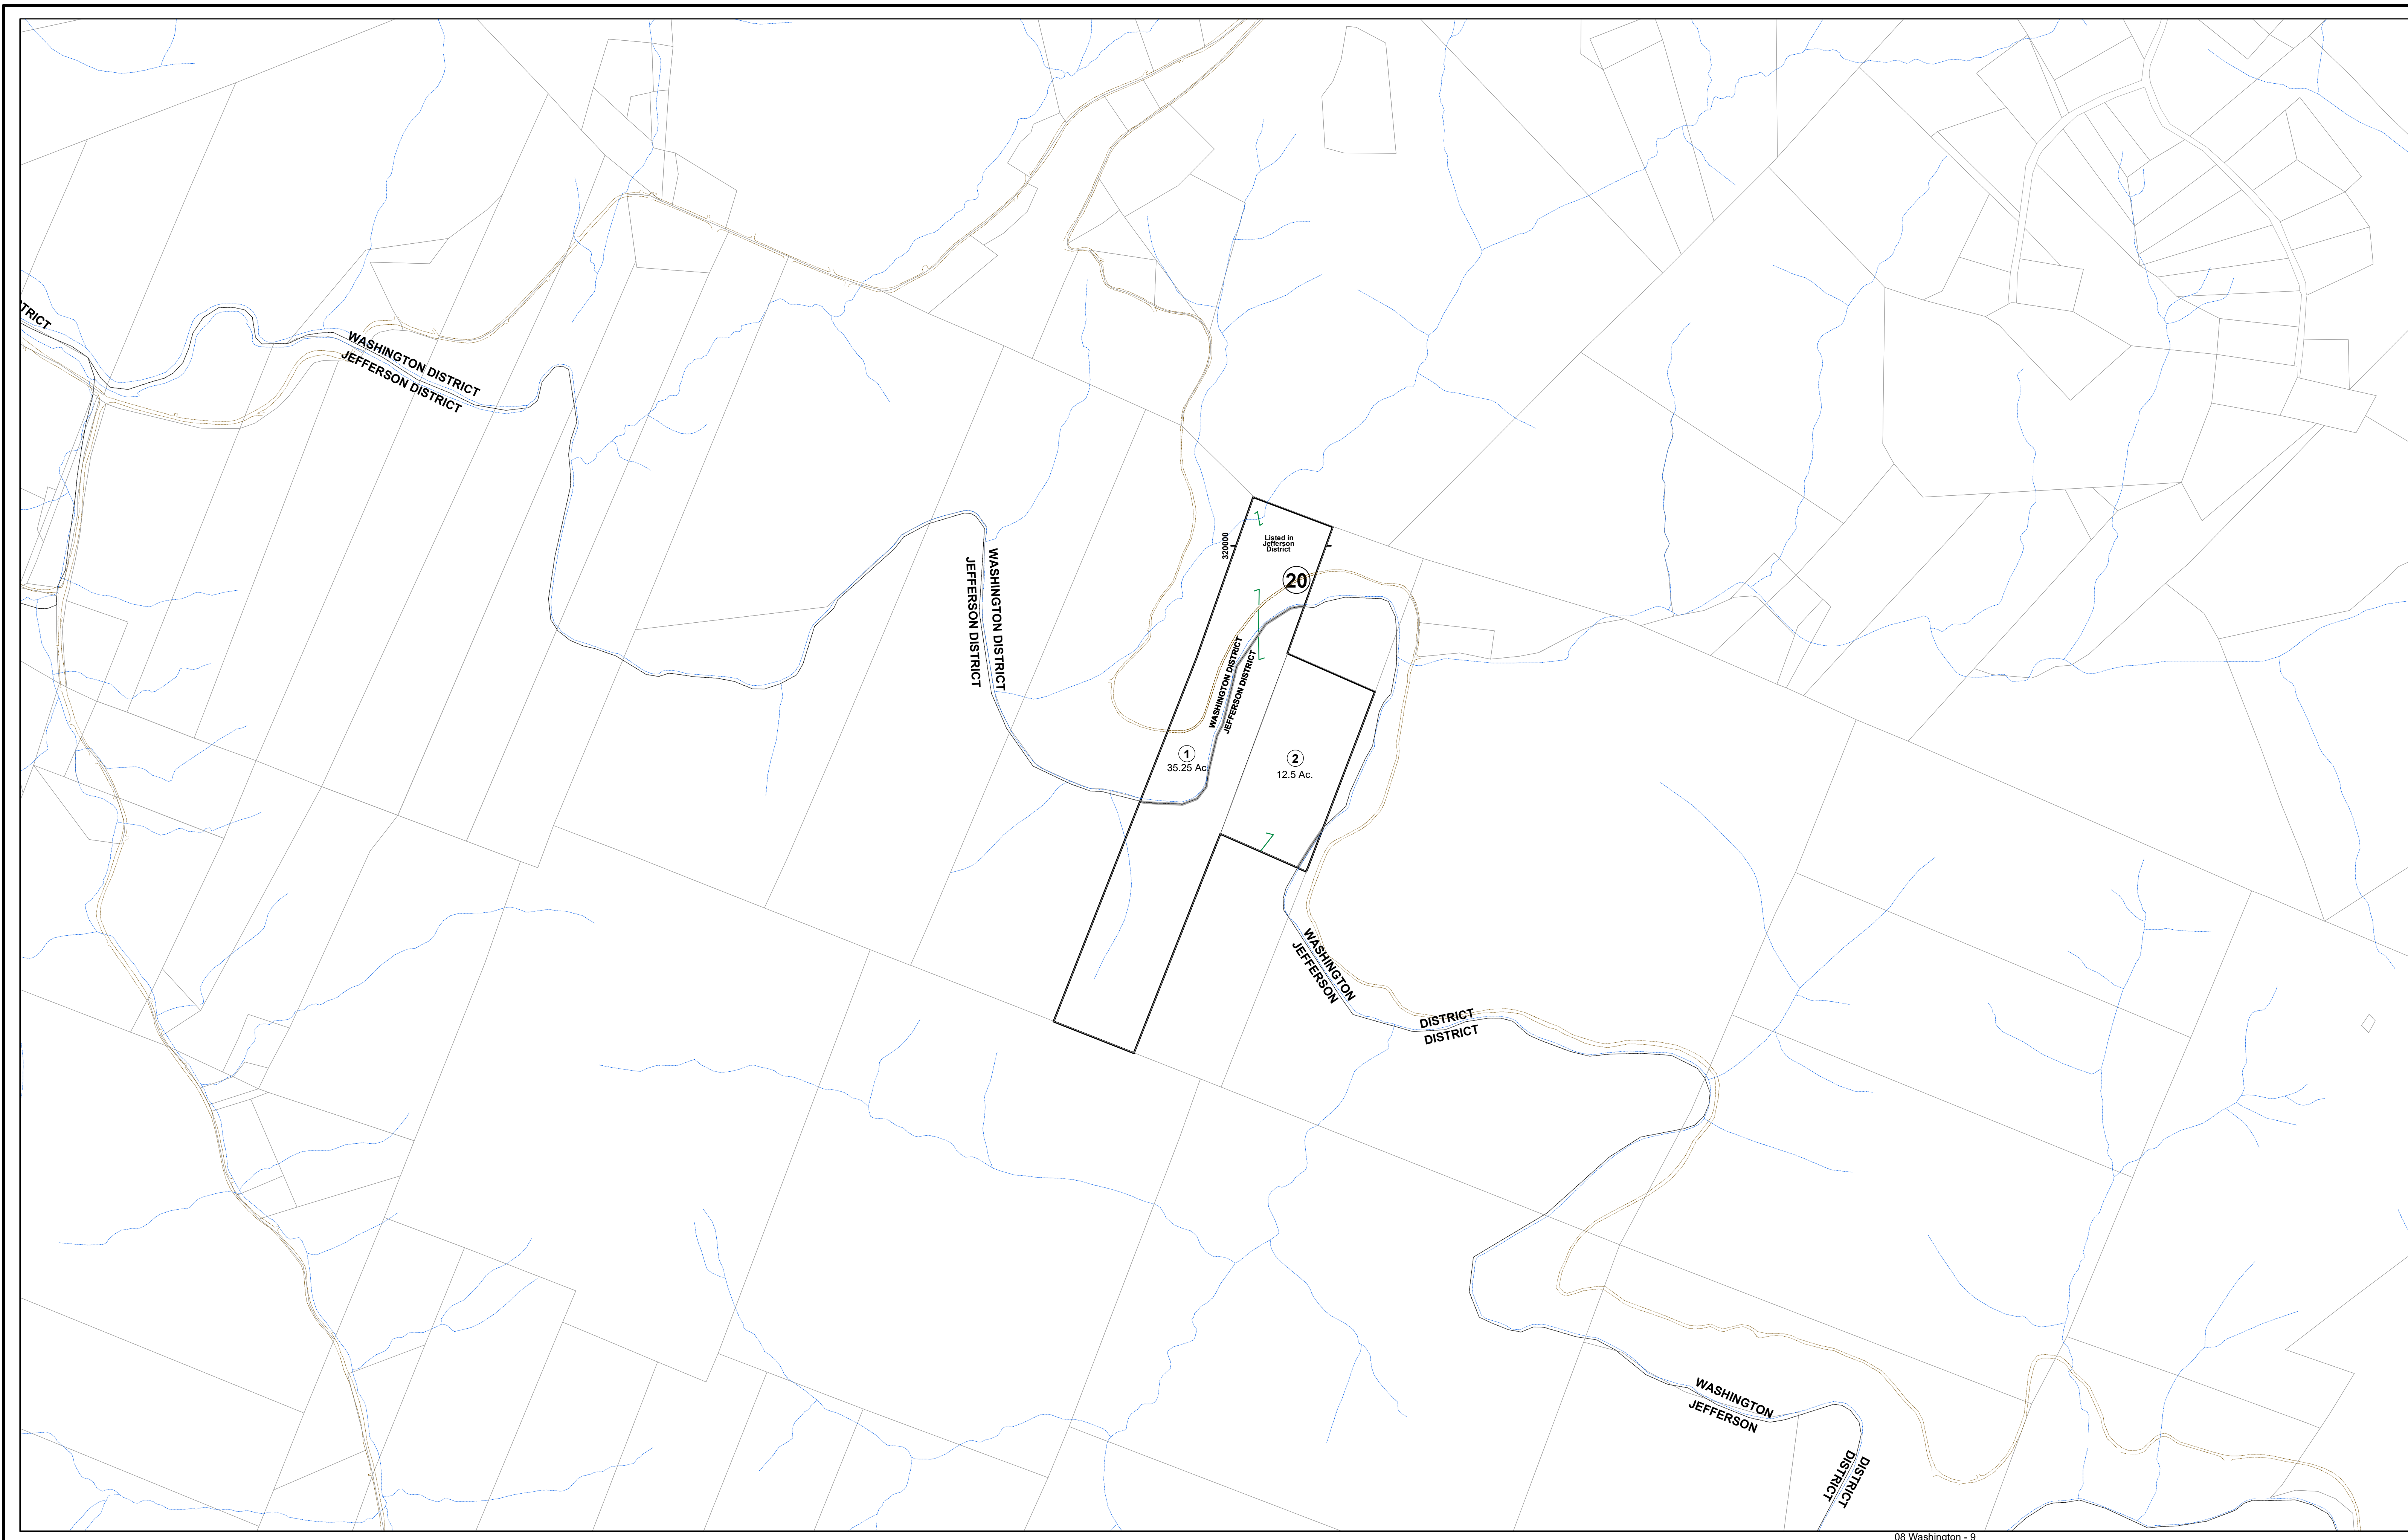 TRICT
WASHINGTON DISTRICT
JEFFERSON DISTRICT
320000
Listed in
Jefferson
District
20
WASHINGTON DISTRICT
JEFFERSON DISTRICT
WASHINGTON DISTRICT
JEFFERSON DISTRICT
1
35.25 Ac.
2
12.5 Ac.
WASHINGTON
JEFFERSON
DISTRICT
DISTRICT
WASHINGTON
JEFFERSON
DISTRICT
DISTRICT
08 Washington - 9